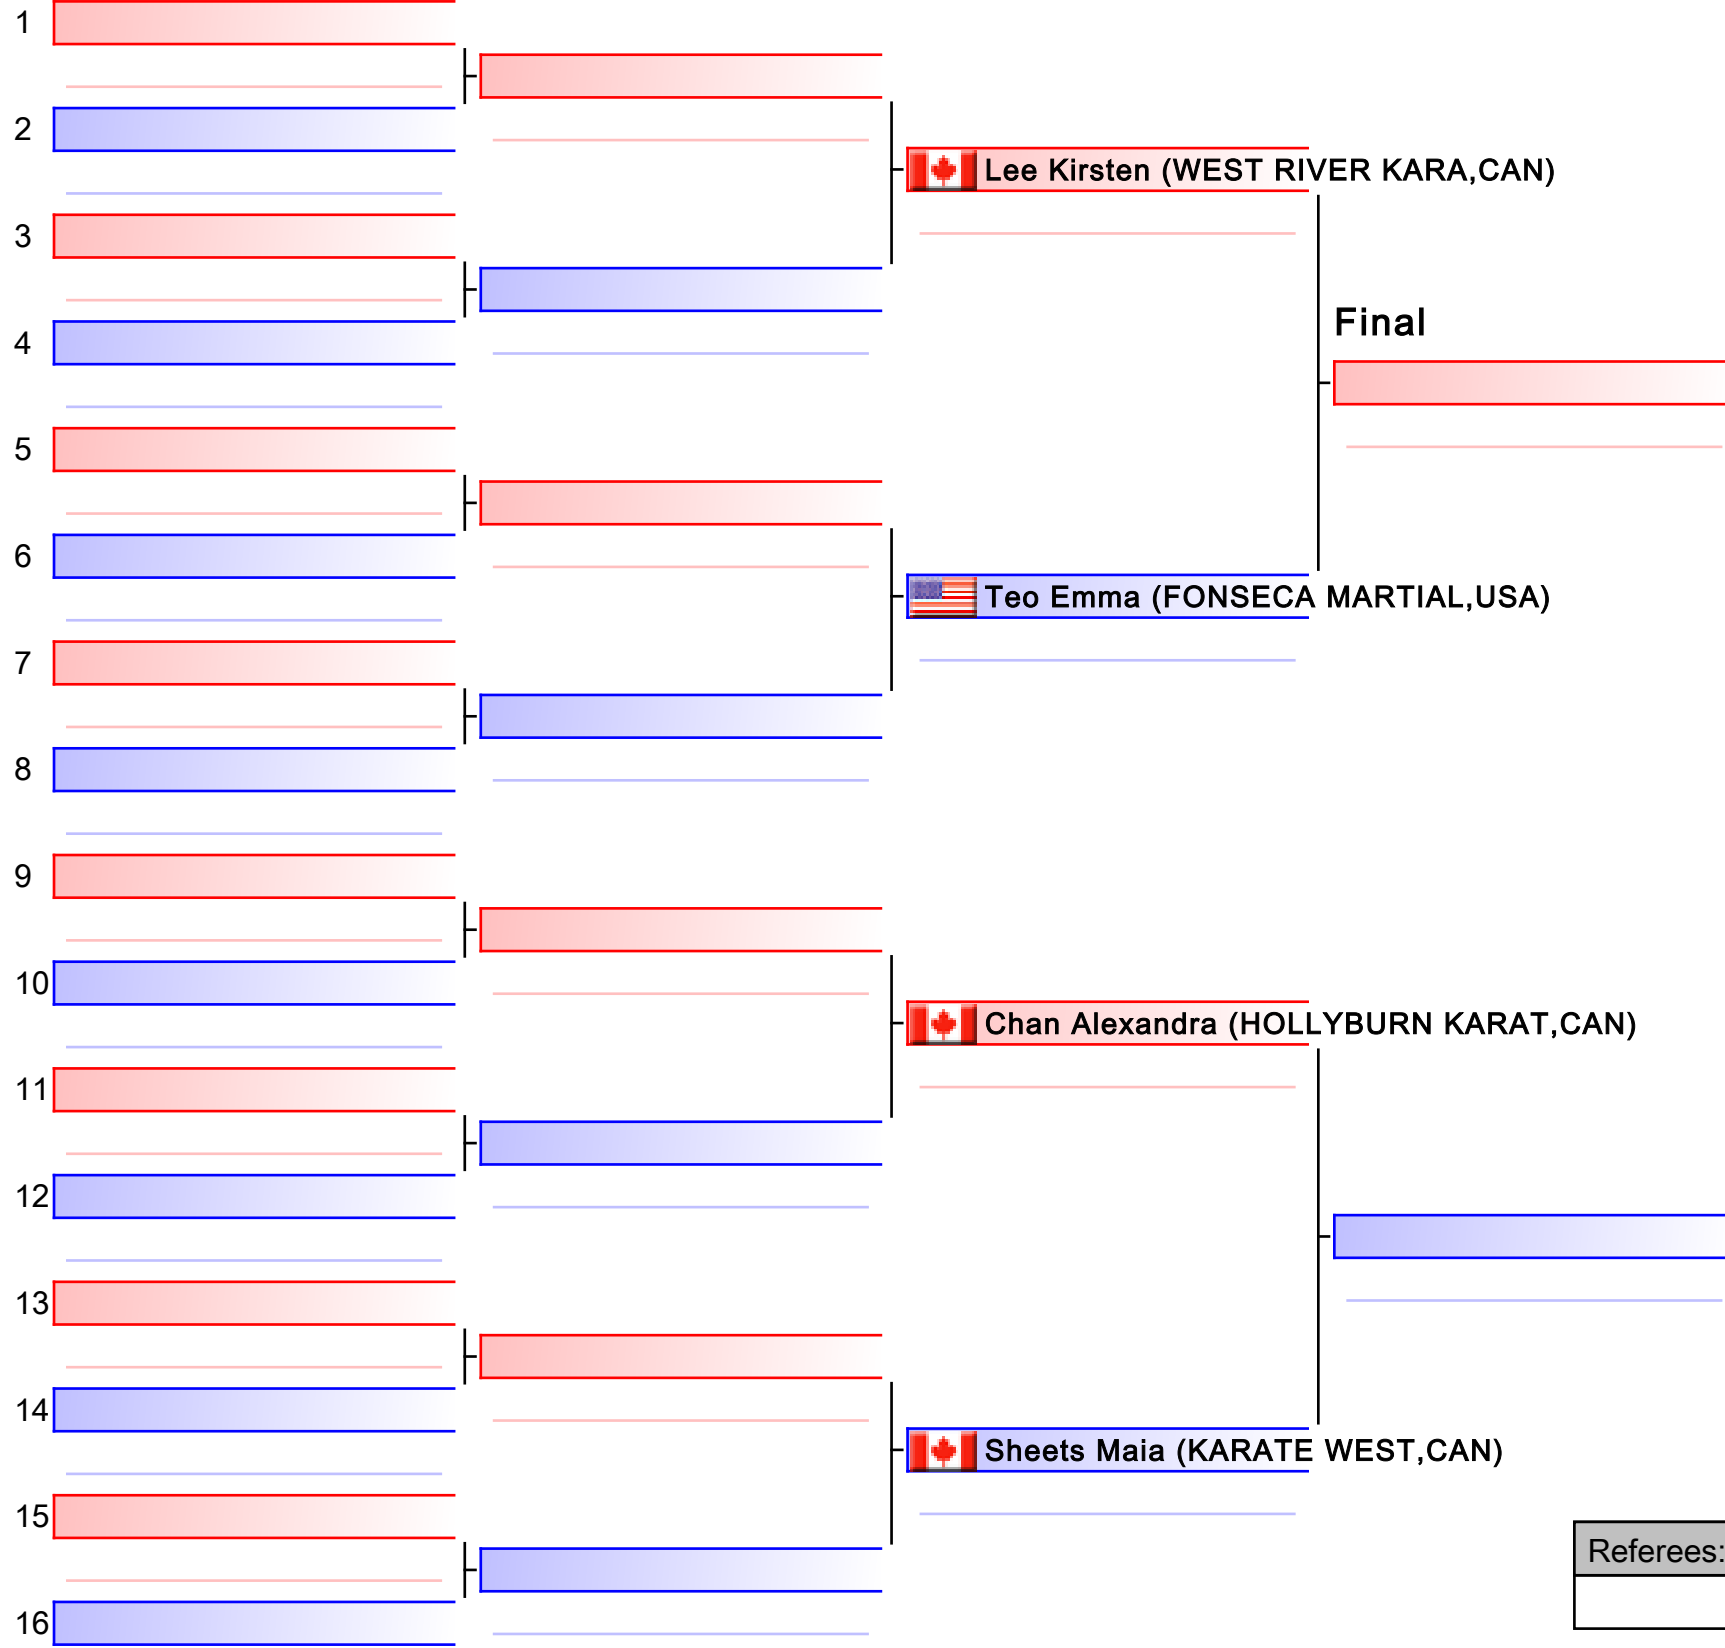 1
2
Lee Kirsten (WEST RIVER KARA,CAN)
3
Final
4
5
6
Teo Emma (FONSECA MARTIAL,USA)
7
8
9
10
Chan Alexandra (HOLLYBURN KARAT,CAN)
11
12
13
14
Sheets Maia (KARATE WEST,CAN)
15
Referees:
16